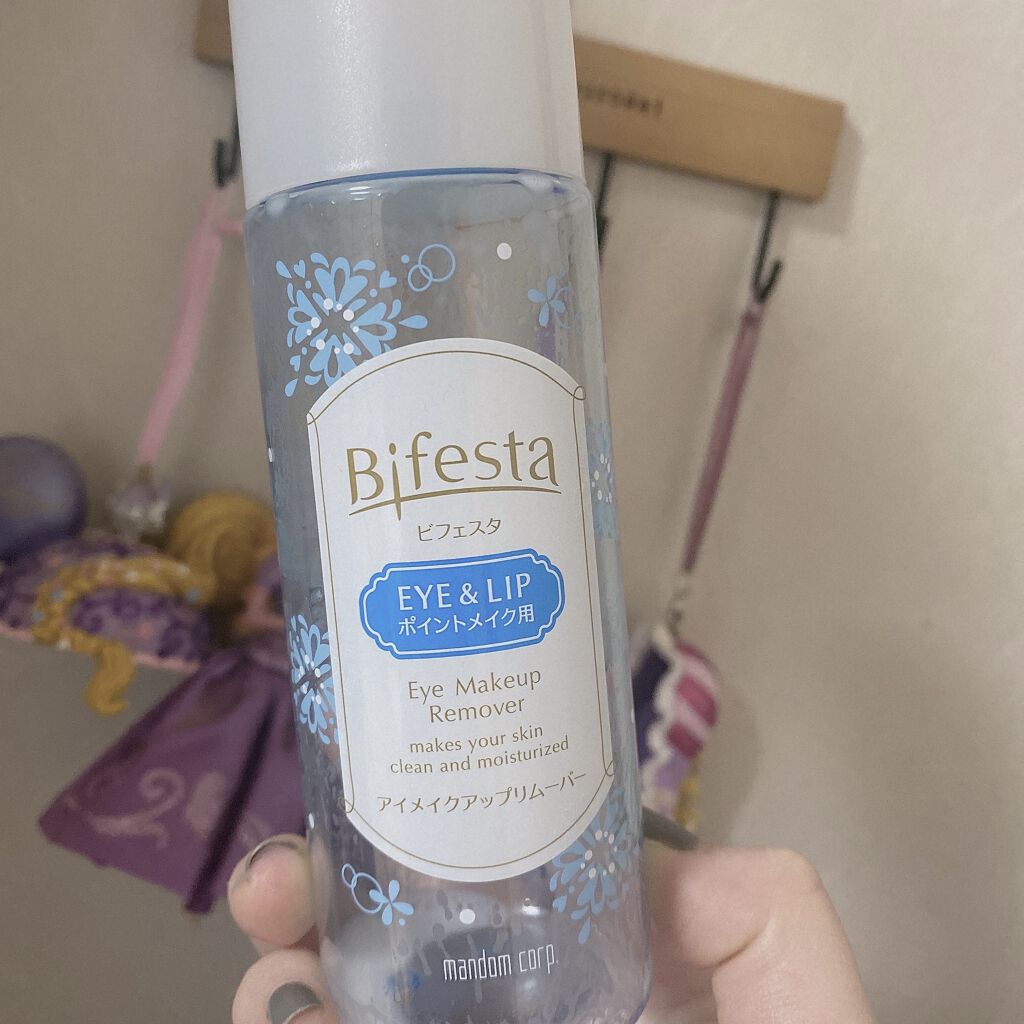 Bifesta
ビフェスタ
EYE & LIP
ポイントメイク用
Eye Makeup
Remover
makes your skin
clean and moisturized
アイメイクアップリムーバー
mandom corp.